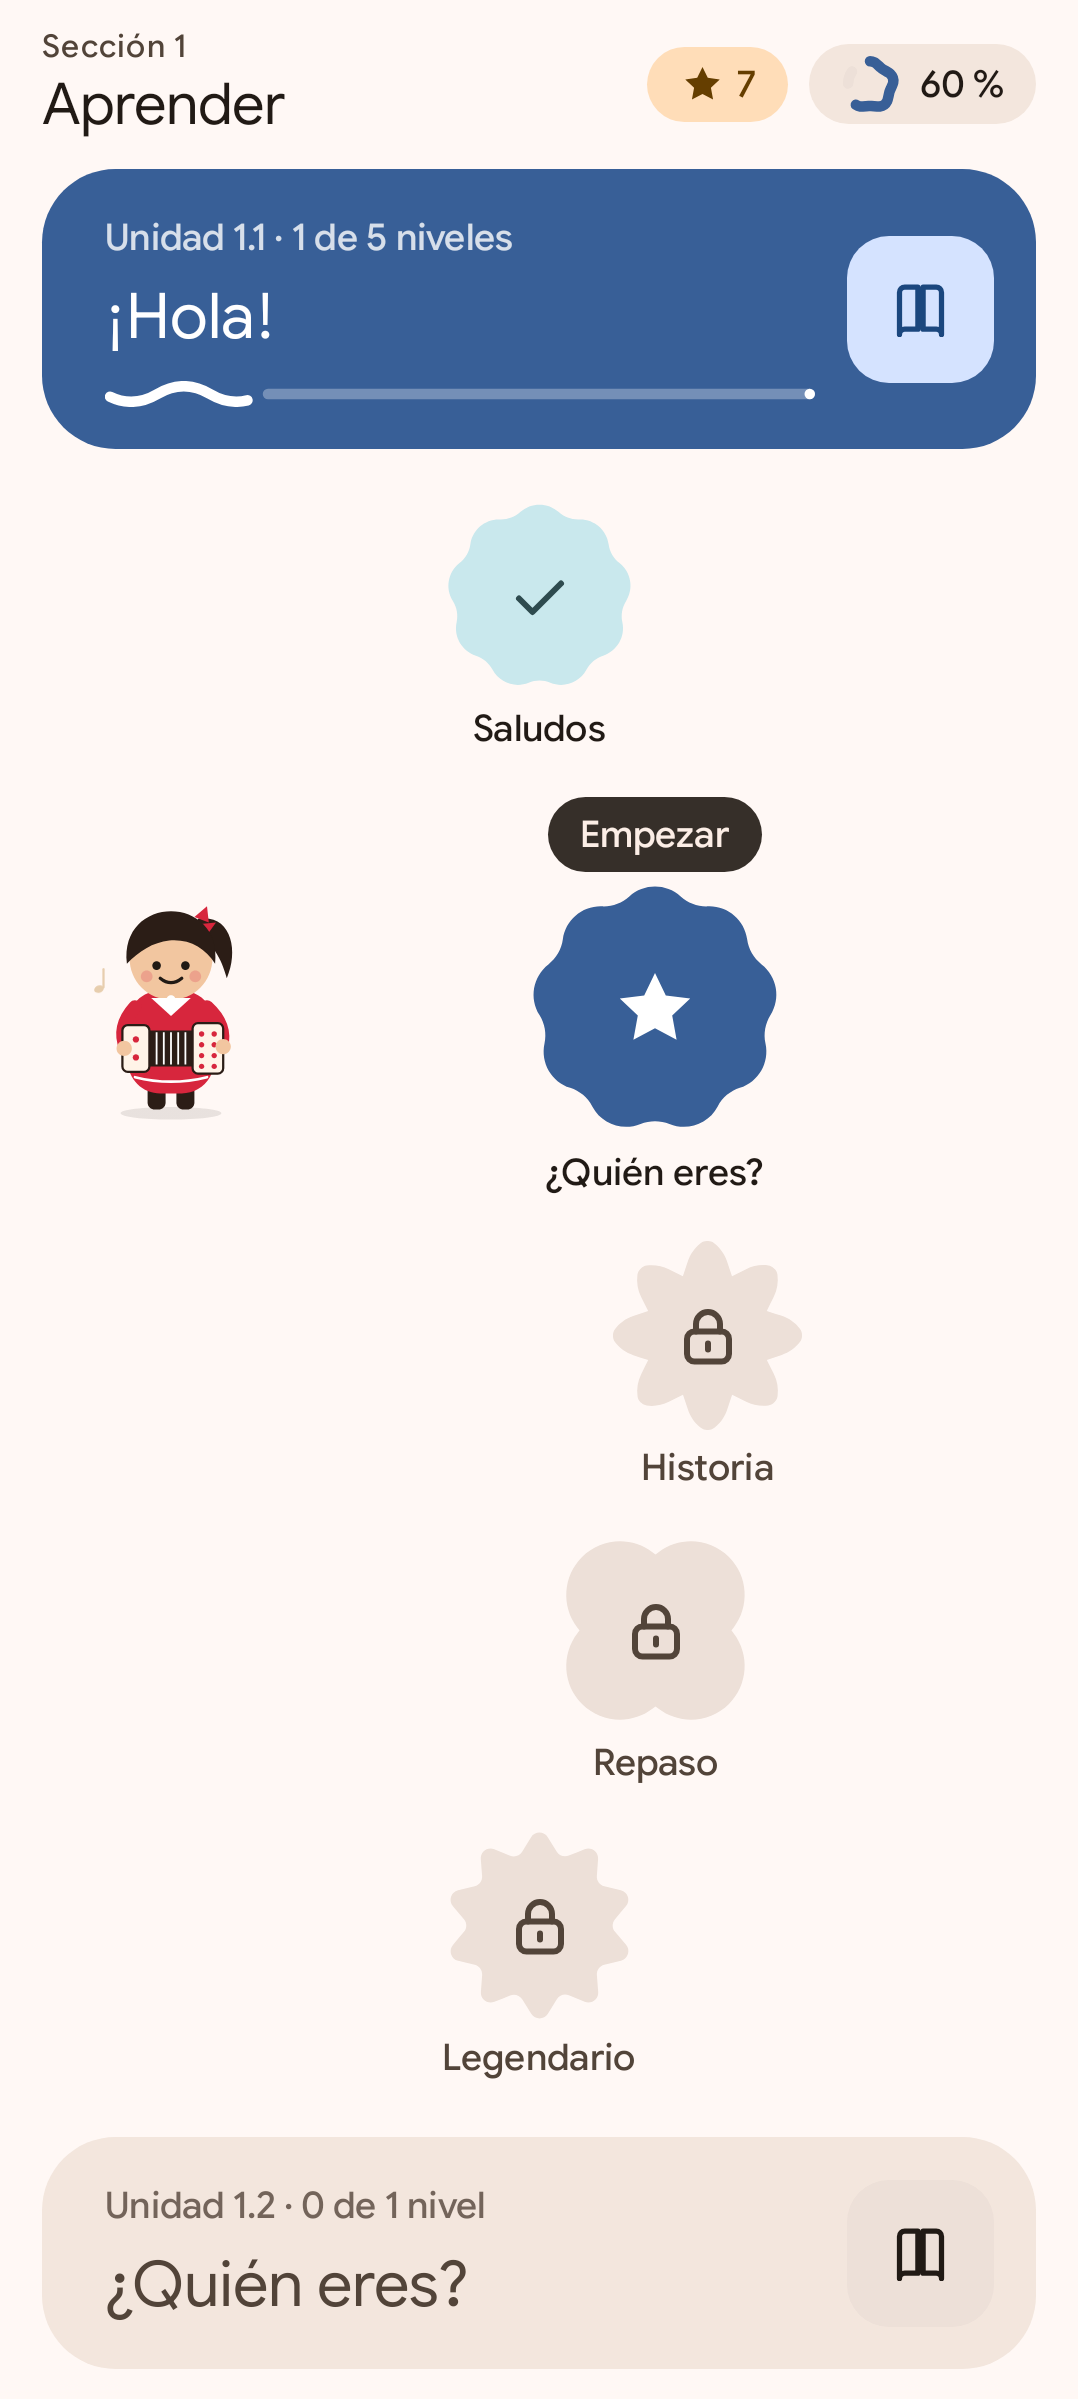 Sección 1
Aprender
7
60 %
Unidad 1.1 · 1 de 5 niveles
¡Hola!
Saludos
Empezar
¿Quién eres?
Historia
Repaso
Legendario
Unidad 1.2 · 0 de 1 nivel
¿Quién eres?